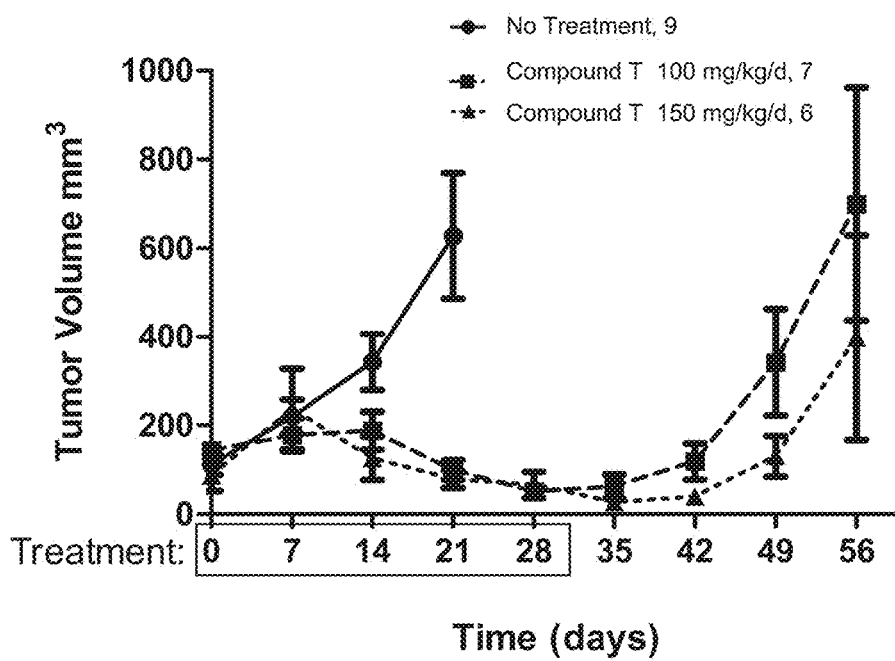 No Treatment, 9
Compound T 100 mg/kg/d, 7
Compound T 150 mg/kg/d, 6
Tumor Volume mm³
1000
800
600
400
200
0
Treatment: 0 7 14 21 28 35 42 49 56
Time (days)